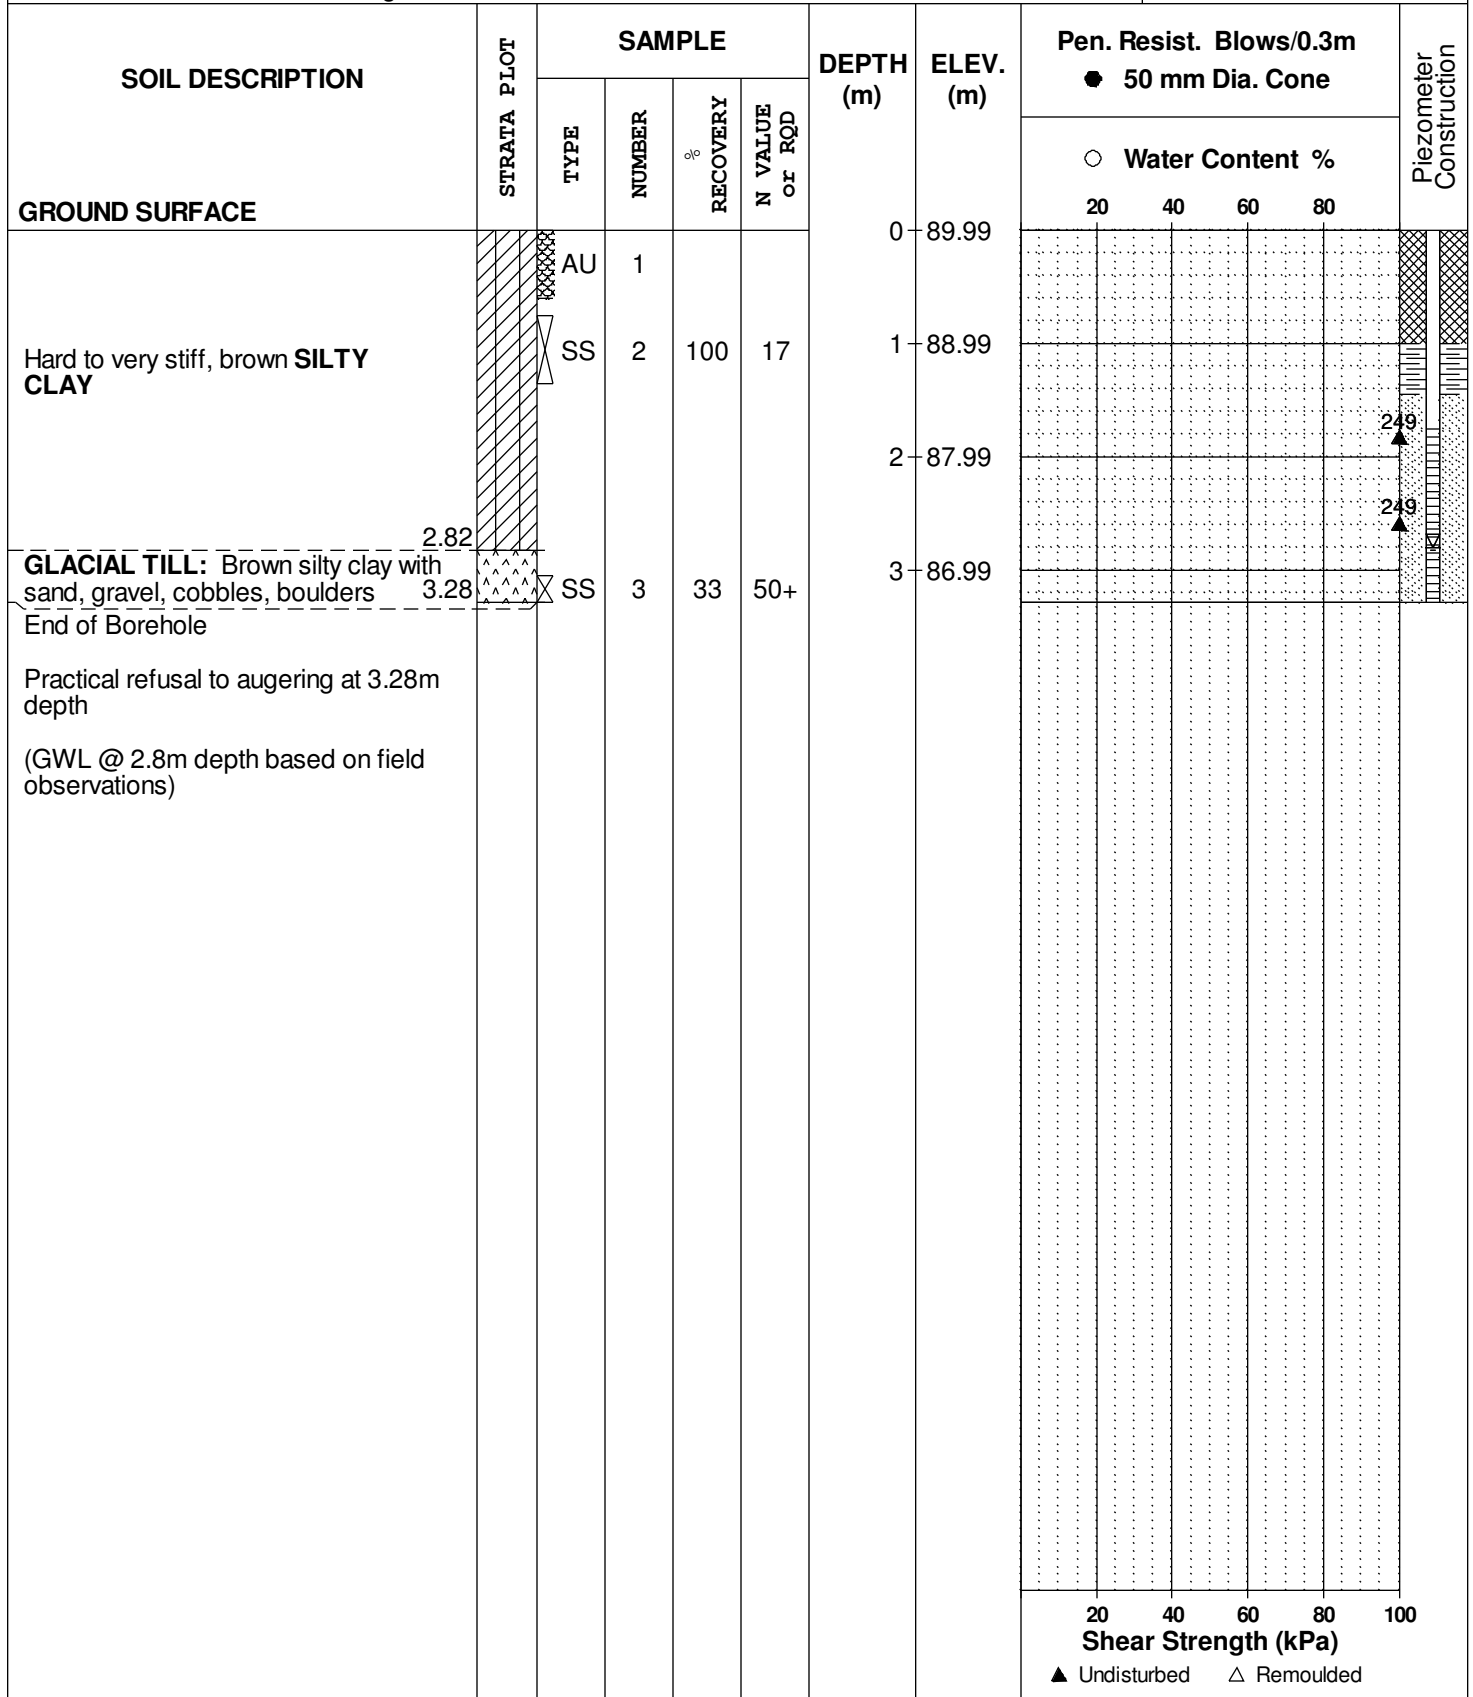 SOIL DESCRIPTION
GROUND SURFACE
STRATA PLOT
SAMPLE
TYPE
NUMBER
% RECOVERY
N VALUE or RQD
DEPTH (m)
ELEV. (m)
Pen. Resist. Blows/0.3m
● 50 mm Dia. Cone
○ Water Content %
20 40 60 80
Piezometer Construction
0 89.99
AU 1
Hard to very stiff, brown SILTY
CLAY
SS 2 100 17
1 88.99
249
2 87.99
249
2.82
GLACIAL TILL: Brown silty clay with
sand, gravel, cobbles, boulders 3.28
SS 3 33 50+
3 86.99
End of Borehole
Practical refusal to augering at 3.28m
depth
(GWL @ 2.8m depth based on field
observations)
20 40 60 80 100
Shear Strength (kPa)
▲ Undisturbed △ Remoulded